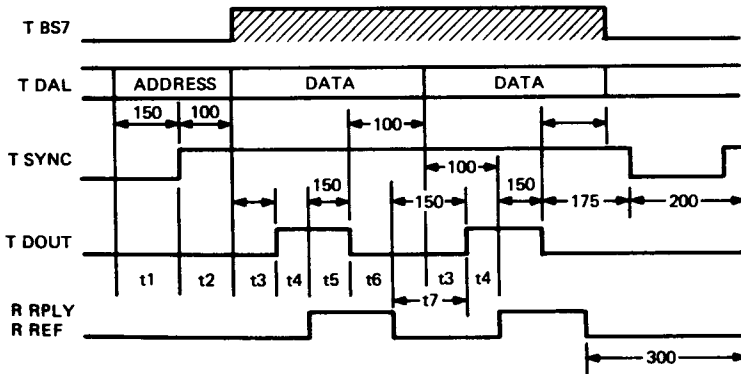 T BS7
T DAL ADDRESS DATA DATA
150 100 100
T SYNC
100
150 150 150 175 200
T DOUT
t1 t2 t3 t4 t5 t6 t3 t4
t7
R RPLY
R REF
300